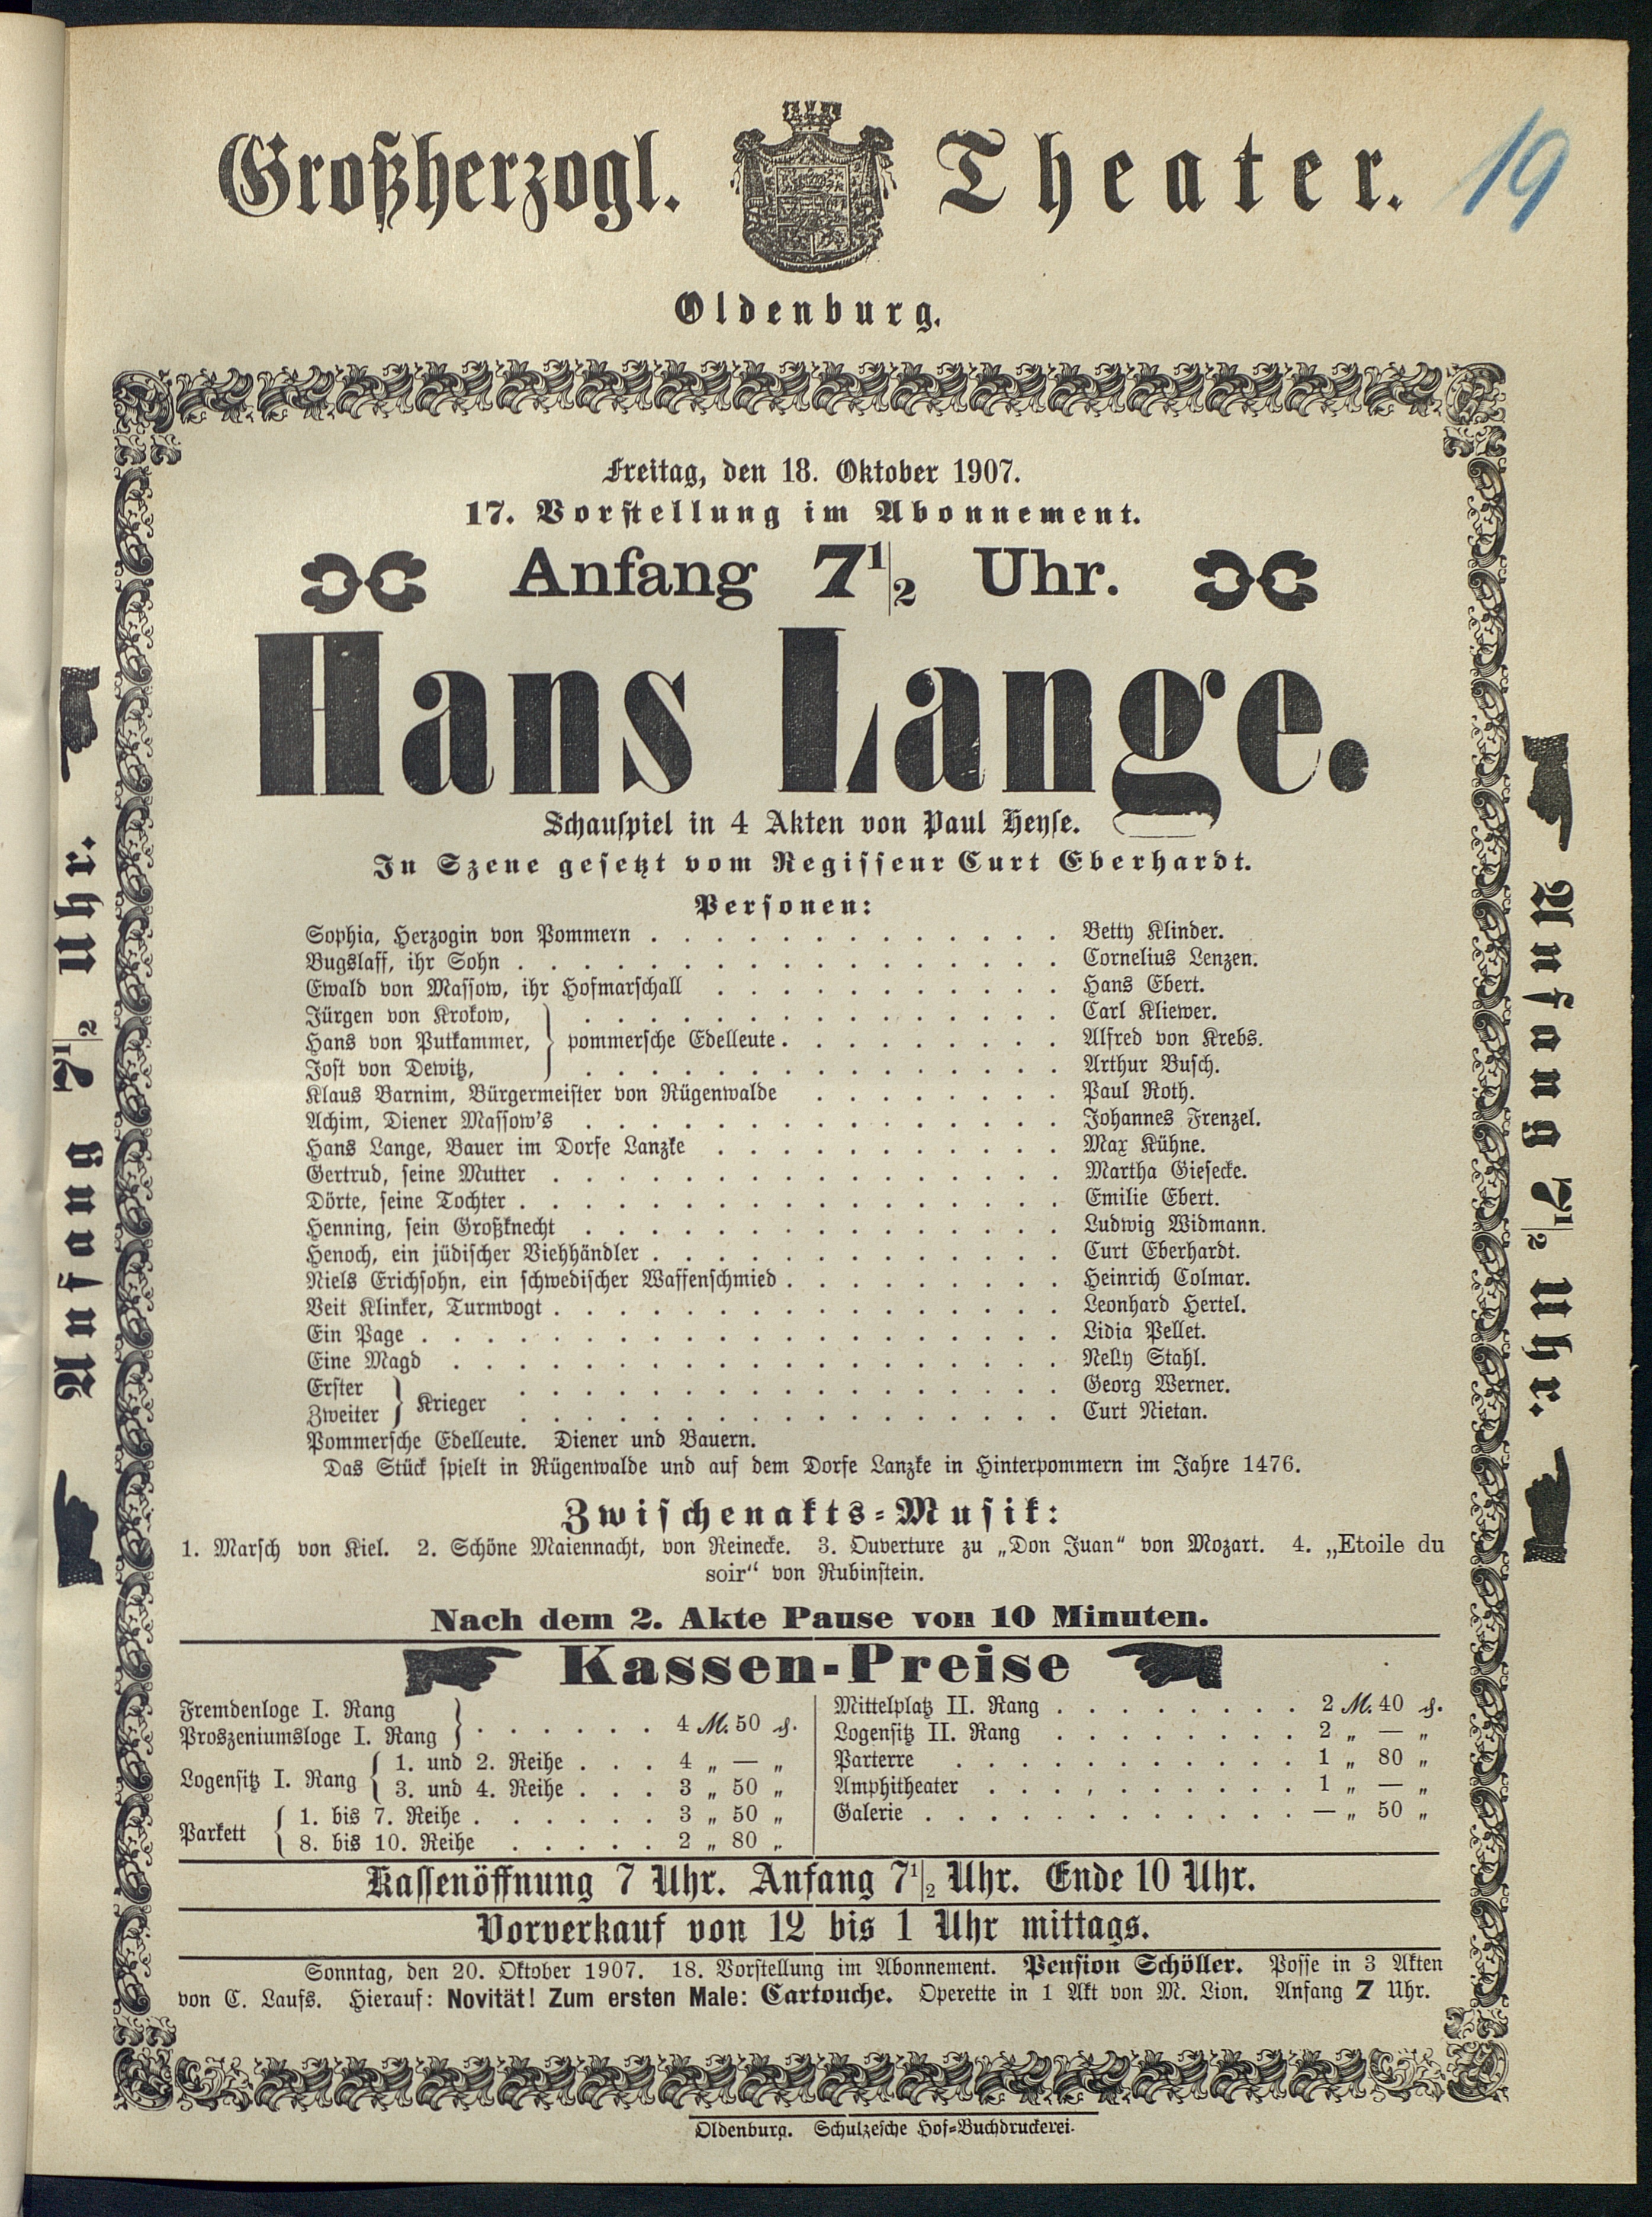 Großherzogl. Theater.
19
Oldenburg.
Freitag, den 18. Oktober 1907.
17. Vorstellung im Abonnement.
Anfang 7 1/2 Uhr.
Hans Lange.
Schauspiel in 4 Akten von Paul Heyse.
In Szene gesetzt vom Regisseur Curt Eberhardt.
Personen:
Sophia, Herzogin von Pommern . . . . . . . . . . . . . Betty Klinder.
Bugslaff, ihr Sohn . . . . . . . . . . . . . . . . . Cornelius Lenzen.
Ewald von Massow, ihr Hofmarschall . . . . . . . . . . . Hans Ebert.
Jürgen von Krokow, . . . . . . . . . . . . . . . Carl Kliewer.
Hans von Putkammer, } pommersche Edelleute . . . . . . . . . Alfred von Krebs.
Jost von Dewitz, . . . . . . . . . . . . . . . Arthur Busch.
Klaus Barnim, Bürgermeister von Rügenwalde . . . . . . . . Paul Roth.
Achim, Diener Massow's . . . . . . . . . . . . . . . Johannes Frenzel.
Hans Lange, Bauer im Dorfe Lanzke . . . . . . . . . . . Max Kühne.
Gertrud, seine Mutter . . . . . . . . . . . . . . . . Martha Giesecke.
Dörte, seine Tochter . . . . . . . . . . . . . . . . . Emilie Ebert.
Henning, sein Großknecht . . . . . . . . . . . . . . . Ludwig Widmann.
Henoch, ein jüdischer Viehhändler . . . . . . . . . . . . . Curt Eberhardt.
Niels Erichsohn, ein schwedischer Waffenschmied . . . . . . . . . Heinrich Colmar.
Veit Klinker, Turmvogt . . . . . . . . . . . . . . . . Leonhard Hertel.
Ein Page . . . . . . . . . . . . . . . . . . . . Lidia Pellet.
Eine Magd . . . . . . . . . . . . . . . . . . . Nelly Stahl.
Erster . . . . . . . . . . . . . . . . . Georg Werner.
} Krieger
Zweiter . . . . . . . . . . . . . . . . . Curt Nietan.
Pommersche Edelleute. Diener und Bauern.
Das Stück spielt in Rügenwalde und auf dem Dorfe Lanzke in Hinterpommern im Jahre 1476.
Zwischenakts-Musik:
1. Marsch von Kiel. 2. Schöne Maiennacht, von Reinecke. 3. Ouverture zu „Don Juan“ von Mozart. 4. „Etoile du
soir“ von Rubinstein.
Nach dem 2. Akte Pause von 10 Minuten.
Kassen-Preise
Fremdenloge I. Rang
Proszeniumsloge I. Rang } . . . . . . 4 M. 50 ₰.
Logensitz I. Rang { 1. und 2. Reihe . . . 4 „ — „
3. und 4. Reihe . . . 3 „ 50 „
Parkett { 1. bis 7. Reihe . . . . . . 3 „ 50 „
8. bis 10. Reihe . . . . . 2 „ 80 „
Mittelplatz II. Rang . . . . . . . . 2 M. 40 ₰.
Logensitz II. Rang . . . . . . . . 2 „ — „
Parterre . . . . . . . . . . . 1 „ 80 „
Amphitheater . . . . . . . . . . 1 „ — „
Galerie . . . . . . . . . . . . — „ 50 „
Kassenöffnung 7 Uhr. Anfang 7 1/2 Uhr. Ende 10 Uhr.
Vorverkauf von 12 bis 1 Uhr mittags.
Sonntag, den 20. Oktober 1907. 18. Vorstellung im Abonnement. Pension Schöller. Posse in 3 Akten
von C. Laufs. Hierauf: Novität! Zum ersten Male: Cartouche. Operette in 1 Akt von M. Lion. Anfang 7 Uhr.
Oldenburg. Schulzesche Hof-Buchdruckerei.
Anfang 7 1/2 Uhr.
Anfang 7 1/2 Uhr.